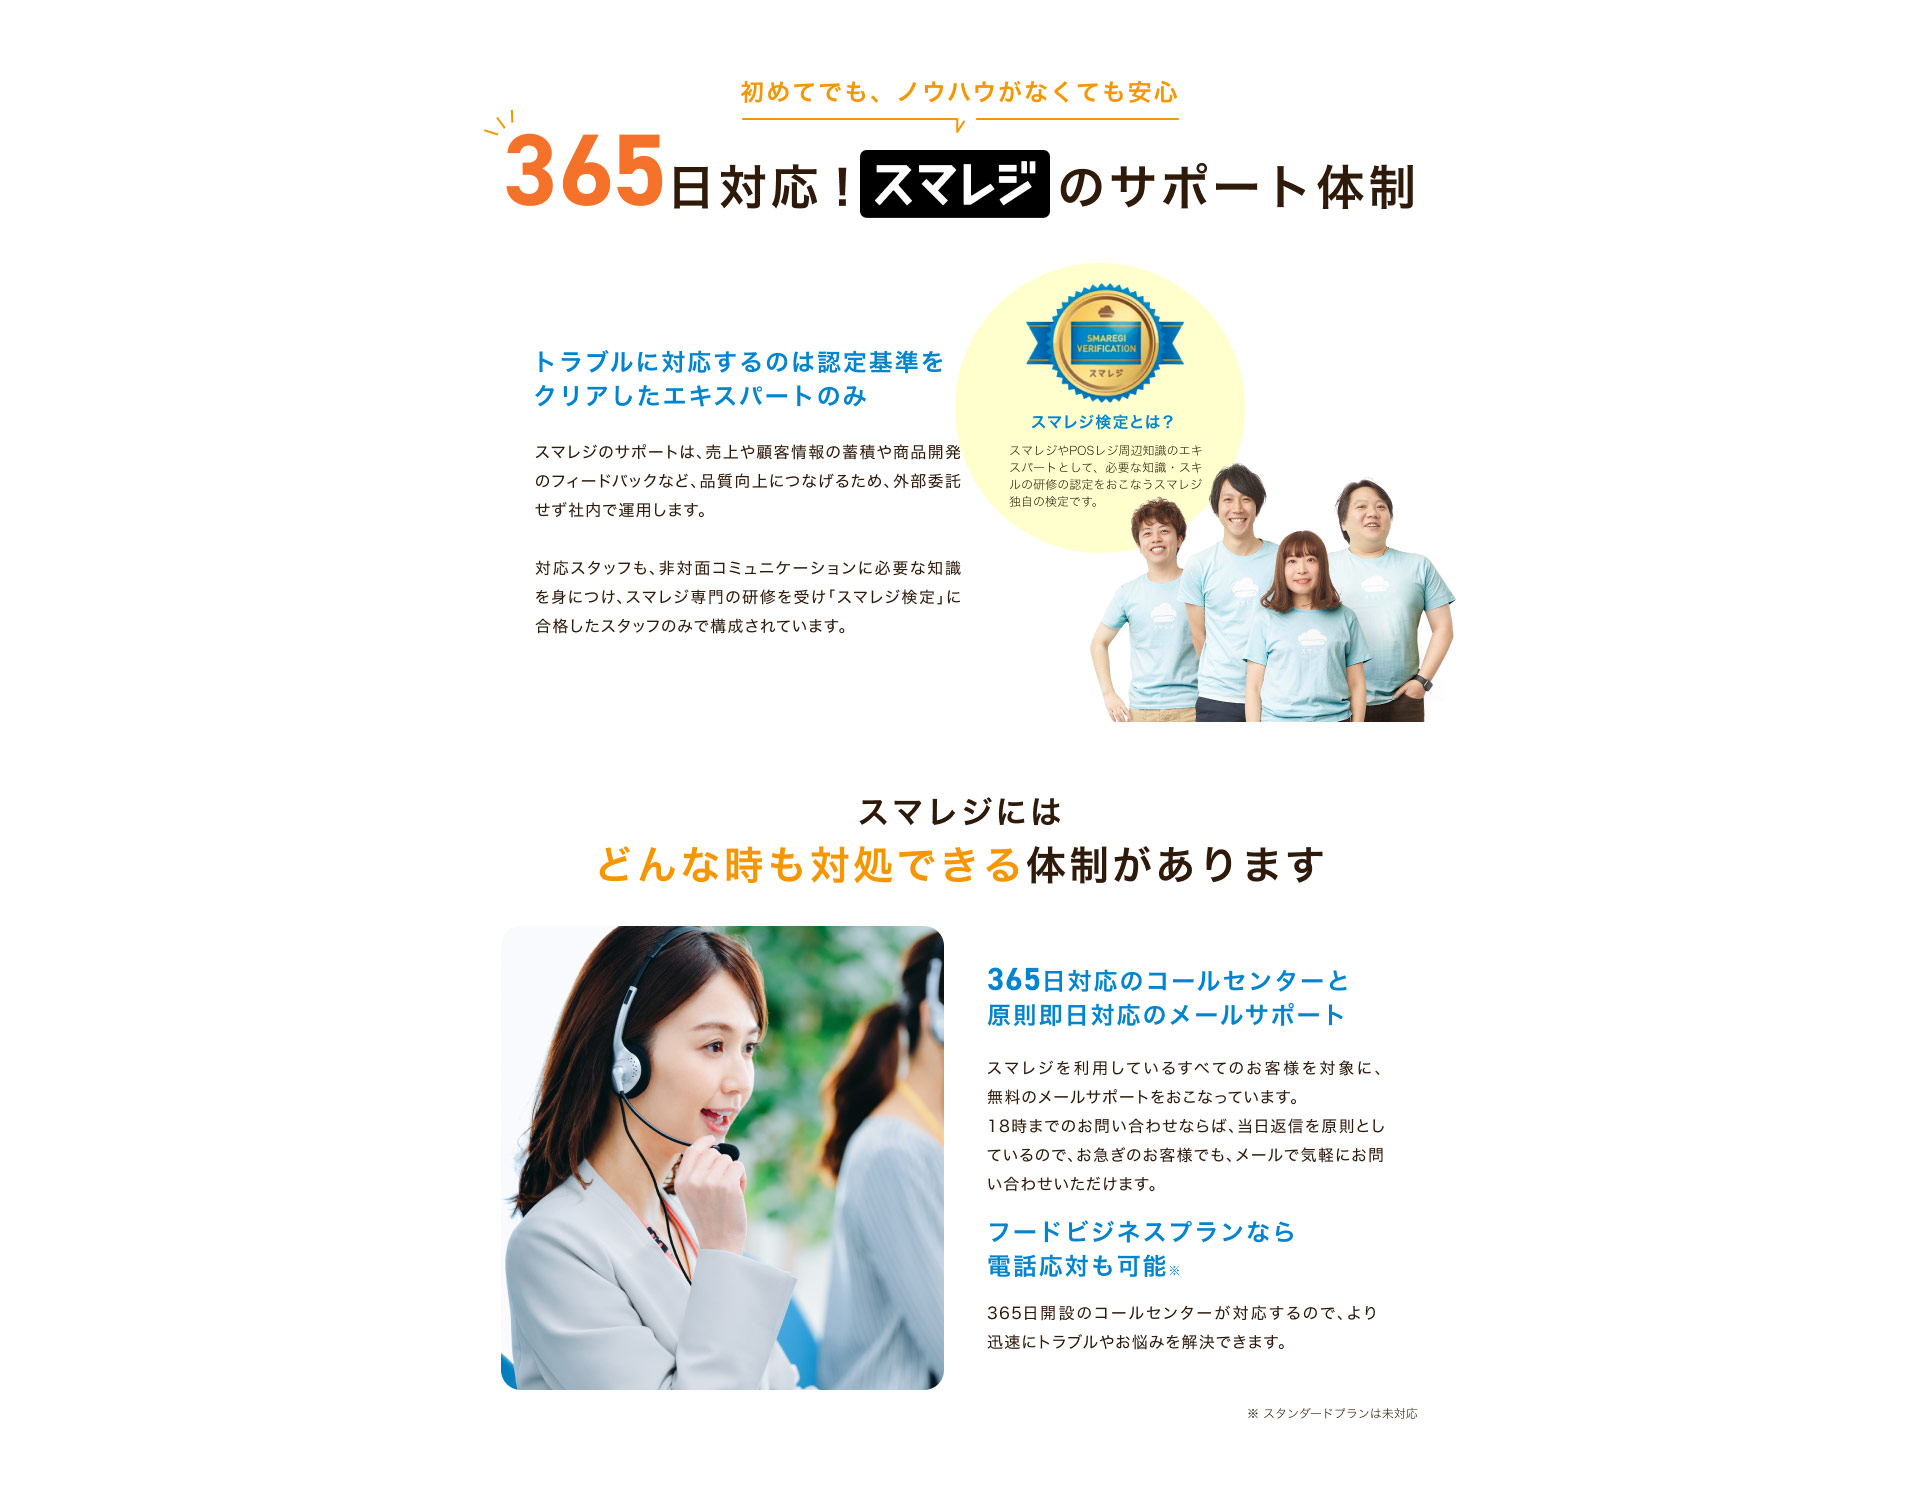 初めてでも、ノウハウがなくても安心
365日対応！スマレジのサポート体制
トラブルに対応するのは認定基準を
クリアしたエキスパートのみ
スマレジのサポートは、売上や顧客情報の蓄積や商品開発
のフィードバックなど、品質向上につなげるため、外部委託
せず社内で運用します。
対応スタッフも、非対面コミュニケーションに必要な知識
を身につけ、スマレジ専門の研修を受け「スマレジ検定」に
合格したスタッフのみで構成されています。
SMAREGI
VERIFICATION
スマレジ
スマレジ検定とは？
スマレジやPOSレジ周辺知識のエキ
スパートとして、必要な知識・スキ
ルの研修の認定をおこなうスマレジ
独自の検定です。
スマレジには
どんな時も対処できる体制があります
365日対応のコールセンターと
原則即日対応のメールサポート
スマレジを利用しているすべてのお客様を対象に、
無料のメールサポートをおこなっています。
18時までのお問い合わせならば、当日返信を原則とし
ているので、お急ぎのお客様でも、メールで気軽にお問
い合わせいただけます。
フードビジネスプランなら
電話応対も可能※
365日開設のコールセンターが対応するので、より
迅速にトラブルやお悩みを解決できます。
※ スタンダードプランは未対応